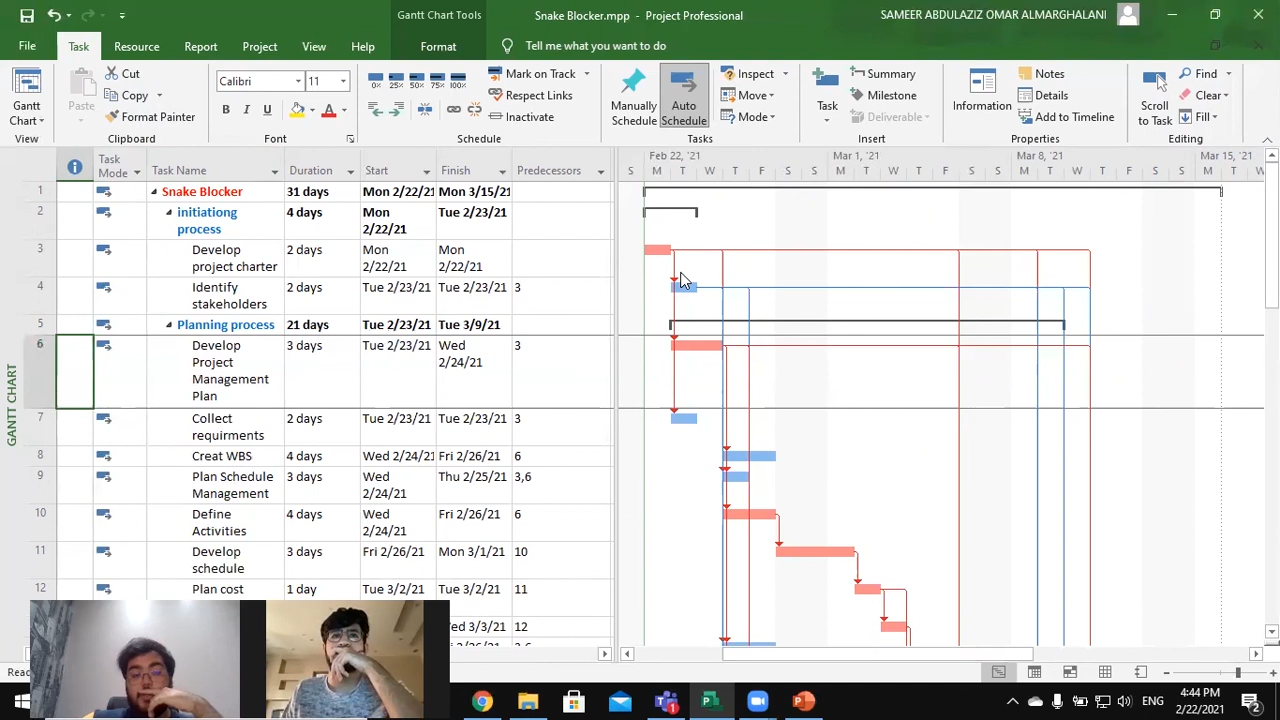 Gantt Chart Tools
Snake Blocker.mpp - Project Professional
SAMEER ABDULAZIZ OMAR ALMARGHALANI
File Task Resource Report Project View Help Format Tell me what you want to do
Gantt Chart
View
Paste
Cut
Copy
Format Painter
Clipboard
Calibri 11
B I U A
Font
0% 25% 50% 75% 100%
Mark on Track
Respect Links
Inactivate
Schedule
Manually Schedule
Auto Schedule
Inspect
Move
Mode
Tasks
Task
Summary
Milestone
Deliverable
Insert
Information
Notes
Details
Add to Timeline
Properties
Scroll to Task
Find
Clear
Fill
Editing
Task Mode Task Name Duration Start Finish Predecessors
Feb 22, '21 Mar 1, '21 Mar 8, '21 Mar 15, '21
S M T W T F S S M T W T F S S M T W T F S S M T W
GANTT CHART
1 Snake Blocker 31 days Mon 2/22/21 Mon 3/15/21
2 initiationg process 4 days Mon 2/22/21 Tue 2/23/21
3 Develop project charter 2 days Mon 2/22/21 Mon 2/22/21
4 Identify stakeholders 2 days Tue 2/23/21 Tue 2/23/21 3
5 Planning process 21 days Tue 2/23/21 Tue 3/9/21
6 Develop Project Management Plan 3 days Tue 2/23/21 Wed 2/24/21 3
7 Collect requirments 2 days Tue 2/23/21 Tue 2/23/21 3
8 Creat WBS 4 days Wed 2/24/21 Fri 2/26/21 6
9 Plan Schedule Management 3 days Wed 2/24/21 Thu 2/25/21 3,6
10 Define Activities 4 days Wed 2/24/21 Fri 2/26/21 6
11 Develop schedule 3 days Fri 2/26/21 Mon 3/1/21 10
12 Plan cost 1 day Tue 3/2/21 Tue 3/2/21 11
3/3/21 12
ENG
4:44 PM
2/22/2021
2